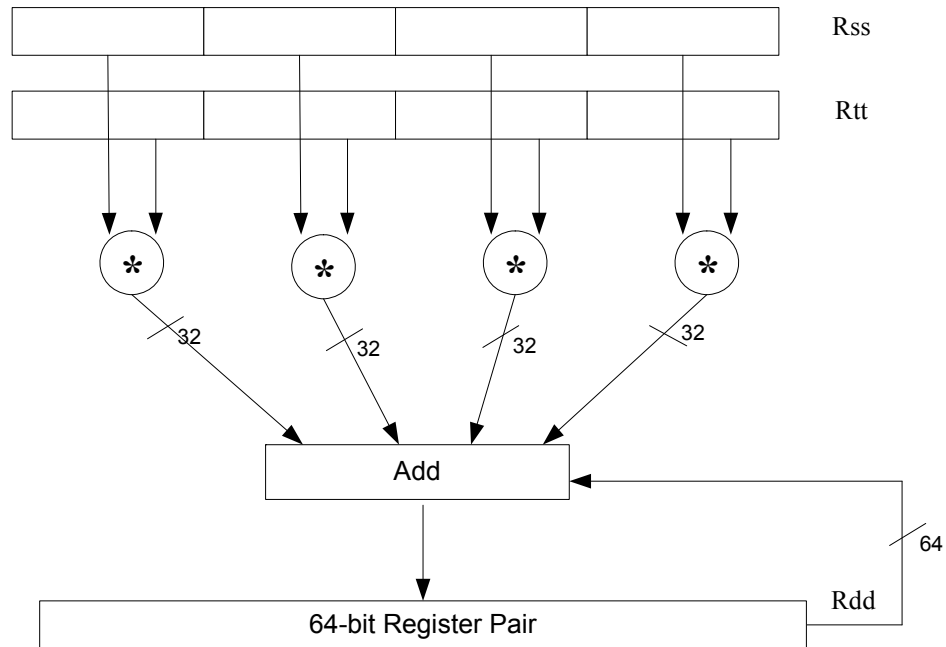 Rss
Rtt
* * * *
32 32 32 32
Add
64
Rdd
64-bit Register Pair